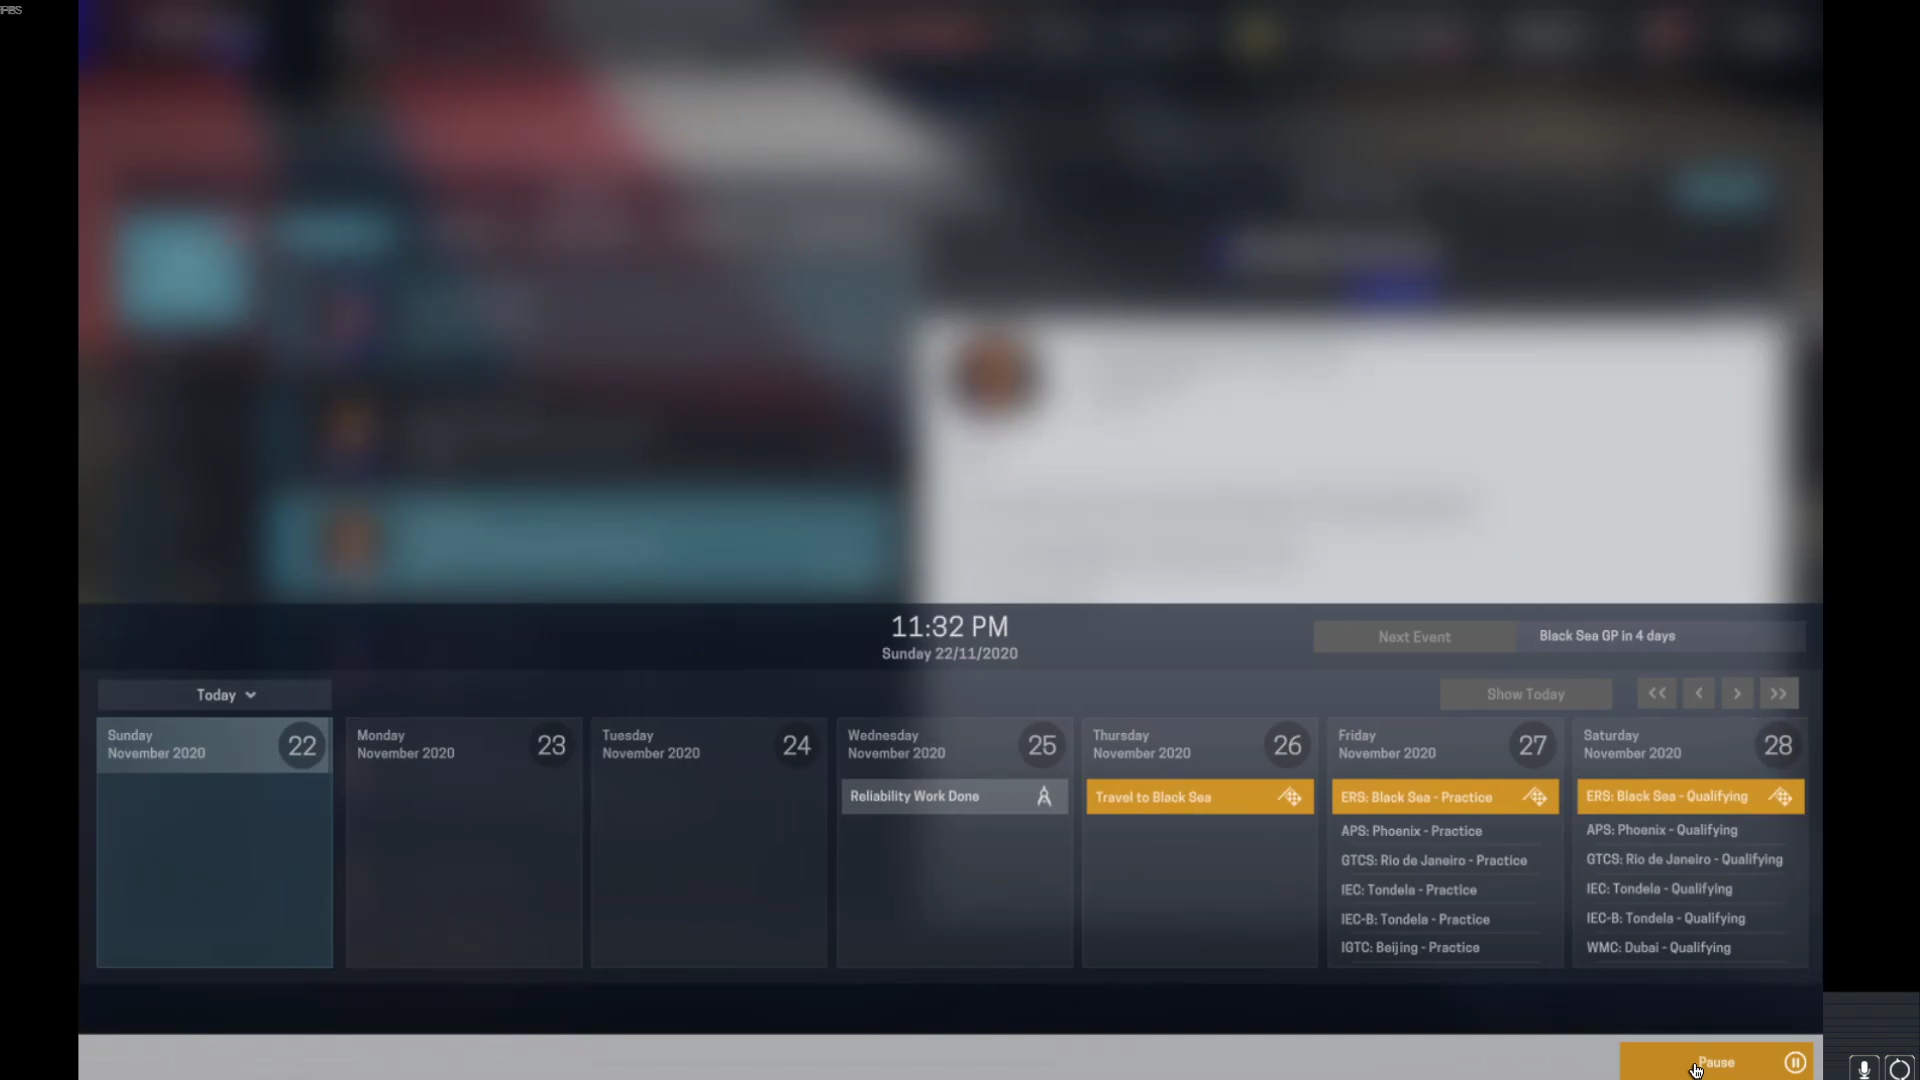 11:32 PM
Sunday 22/11/2020
Next Event
Black Sea GP in 4 days
Today
Show Today
Sunday
November 2020
22
Monday
November 2020
23
Tuesday
November 2020
24
Wednesday
November 2020
25
Reliability Work Done
Thursday
November 2020
26
Travel to Black Sea
Friday
November 2020
27
ERS: Black Sea - Practice
APS: Phoenix - Practice
GTCS: Rio de Janeiro - Practice
IEC: Tondela - Practice
IEC-B: Tondela - Practice
IGTC: Beijing - Practice
Saturday
November 2020
28
ERS: Black Sea - Qualifying
APS: Phoenix - Qualifying
GTCS: Rio de Janeiro - Qualifying
IEC: Tondela - Qualifying
IEC-B: Tondela - Qualifying
WMC: Dubai - Qualifying
Pause